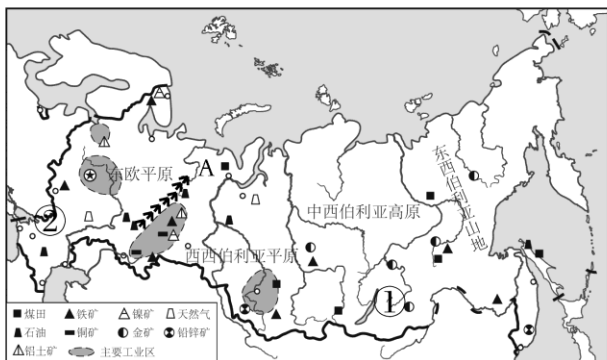 A
东欧平原
②
中西伯利亚高原
东西伯利亚山地
西西伯利亚平原
①
煤田 铁矿 镍矿 天然气
石油 铜矿 金矿 铅锌矿
铝土矿 主要工业区